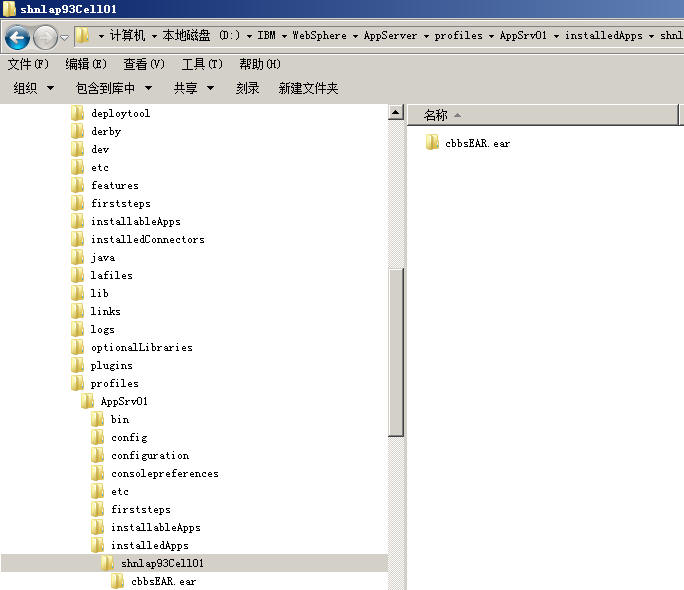 shnlap93Cell01
计算机 本地磁盘 (D:) IBM WebSphere AppServer profiles AppSrv01 installedApps shnl
文件(F) 编辑(E) 查看(V) 工具(T) 帮助(H)
组织 包含到库中 共享 刻录 新建文件夹
deploytool
derby
dev
etc
features
firststeps
installableApps
installedConnectors
java
lafiles
lib
links
logs
optionalLibraries
plugins
profiles
AppSrv01
bin
config
configuration
consolepreferences
etc
firststeps
installableApps
installedApps
shnlap93Cell01
cbbsEAR.ear
名称
cbbsEAR.ear